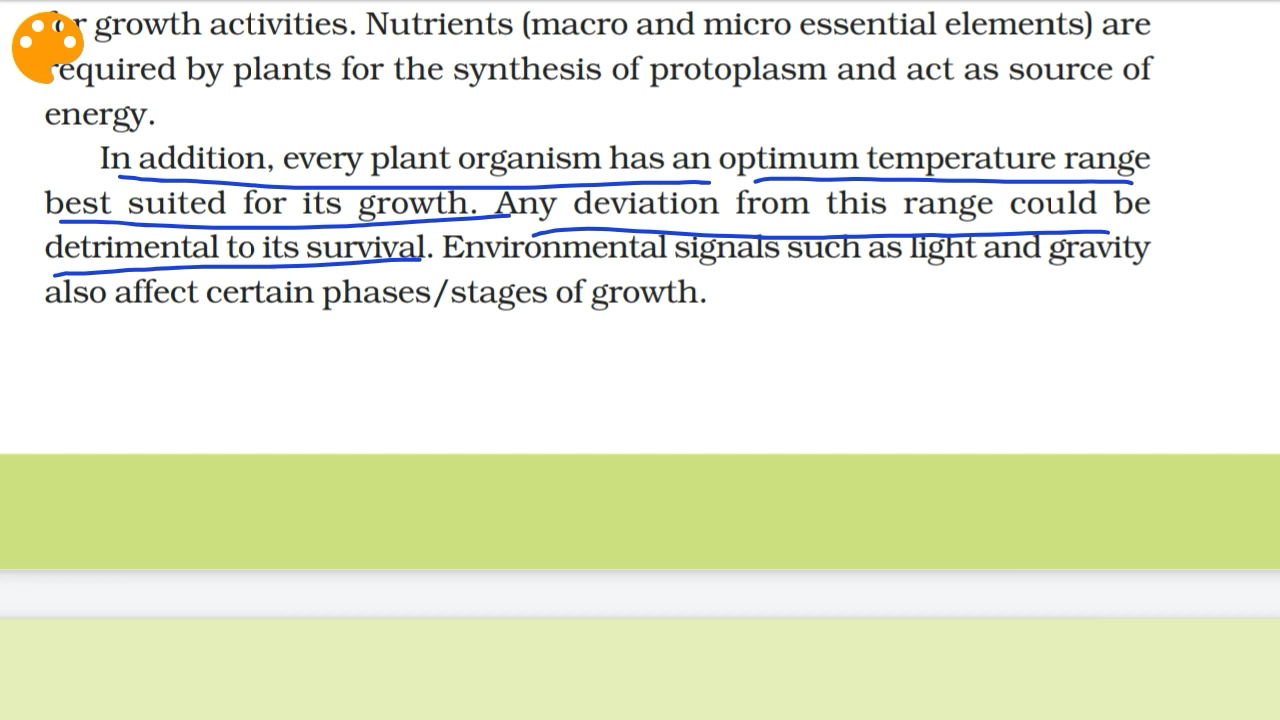 growth activities. Nutrients (macro and micro essential elements) are
required by plants for the synthesis of protoplasm and act as source of
energy.
In addition, every plant organism has an optimum temperature range
best suited for its growth. Any deviation from this range could be
detrimental to its survival. Environmental signals such as light and gravity
also affect certain phases/stages of growth.